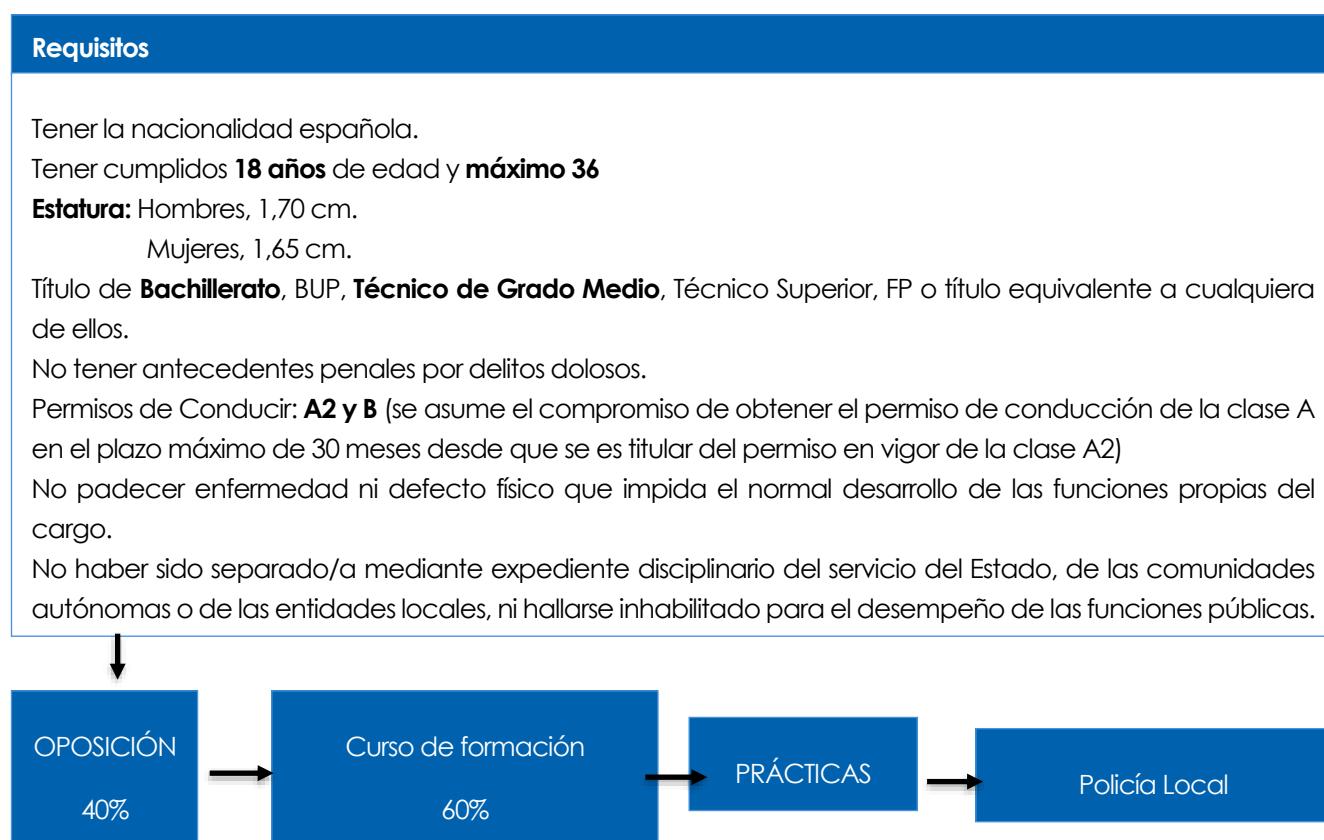 Requisitos
Tener la nacionalidad española.
Tener cumplidos 18 años de edad y máximo 36
Estatura: Hombres, 1,70 cm.
Mujeres, 1,65 cm.
Título de Bachillerato, BUP, Técnico de Grado Medio, Técnico Superior, FP o título equivalente a cualquiera
de ellos.
No tener antecedentes penales por delitos dolosos.
Permisos de Conducir: A2 y B (se asume el compromiso de obtener el permiso de conducción de la clase A
en el plazo máximo de 30 meses desde que se es titular del permiso en vigor de la clase A2)
No padecer enfermedad ni defecto físico que impida el normal desarrollo de las funciones propias del
cargo.
No haber sido separado/a mediante expediente disciplinario del servicio del Estado, de las comunidades
autónomas o de las entidades locales, ni hallarse inhabilitado para el desempeño de las funciones públicas.
OPOSICIÓN
40%
Curso de formación
60%
PRÁCTICAS
Policía Local